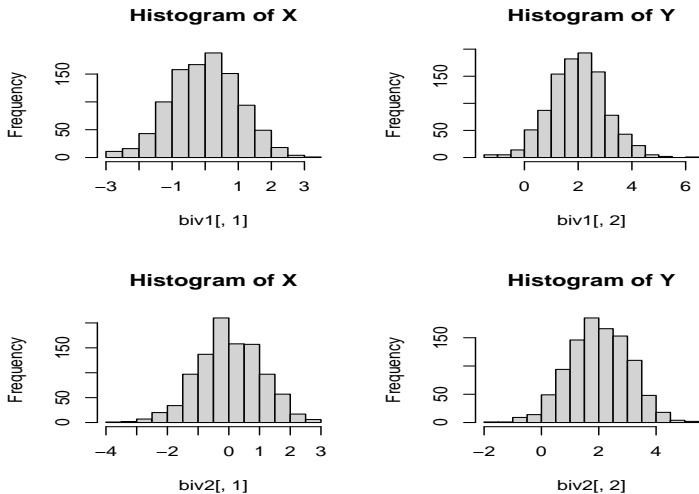 Histogram of X
Frequency
0 50 150
−3 −1 1 2 3
biv1[, 1]
Histogram of Y
Frequency
0 50 150
0 2 4 6
biv1[, 2]
Histogram of X
Frequency
0 50 150
−4 −2 0 1 2 3
biv2[, 1]
Histogram of Y
Frequency
0 50 150
−2 0 2 4
biv2[, 2]